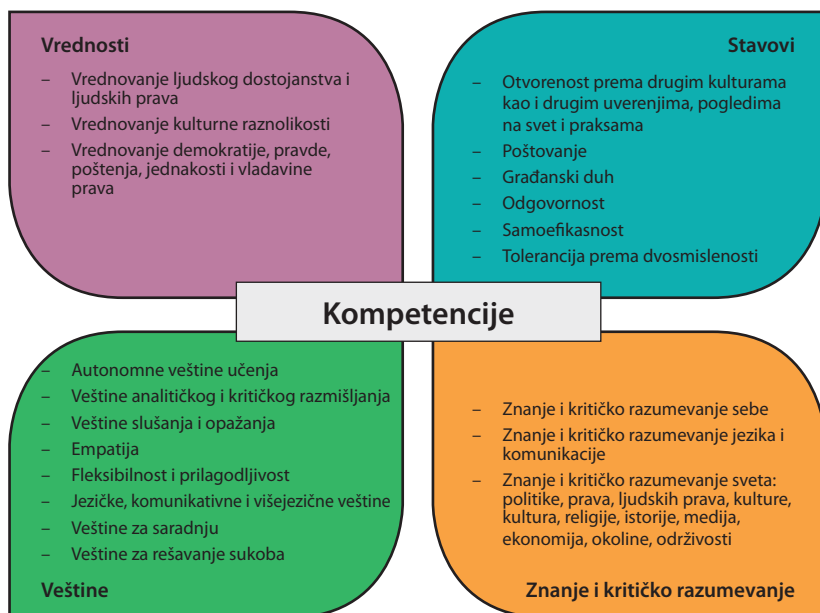 Vrednosti
– Vrednovanje ljudskog dostojanstva i
ljudskih prava
– Vrednovanje kulturne raznolikosti
– Vrednovanje demokratije, pravde,
poštenja, jednakosti i vladavine
prava
Stavovi
– Otvorenost prema drugim kulturama
kao i drugim uverenjima, pogledima
na svet i praksama
– Poštovanje
– Građanski duh
– Odgovornost
– Samoefikasnost
– Tolerancija prema dvosmislenosti
Kompetencije
– Autonomne veštine učenja
– Veštine analitičkog i kritičkog razmišljanja
– Veštine slušanja i opažanja
– Empatija
– Fleksibilnost i prilagodljivost
– Jezičke, komunikativne i višejezične veštine
– Veštine za saradnju
– Veštine za rešavanje sukoba
Veštine
– Znanje i kritičko razumevanje sebe
– Znanje i kritičko razumevanje jezika i
komunikacije
– Znanje i kritičko razumevanje sveta:
politike, prava, ljudskih prava, kulture,
kultura, religije, istorije, medija,
ekonomija, okoline, održivosti
Znanje i kritičko razumevanje